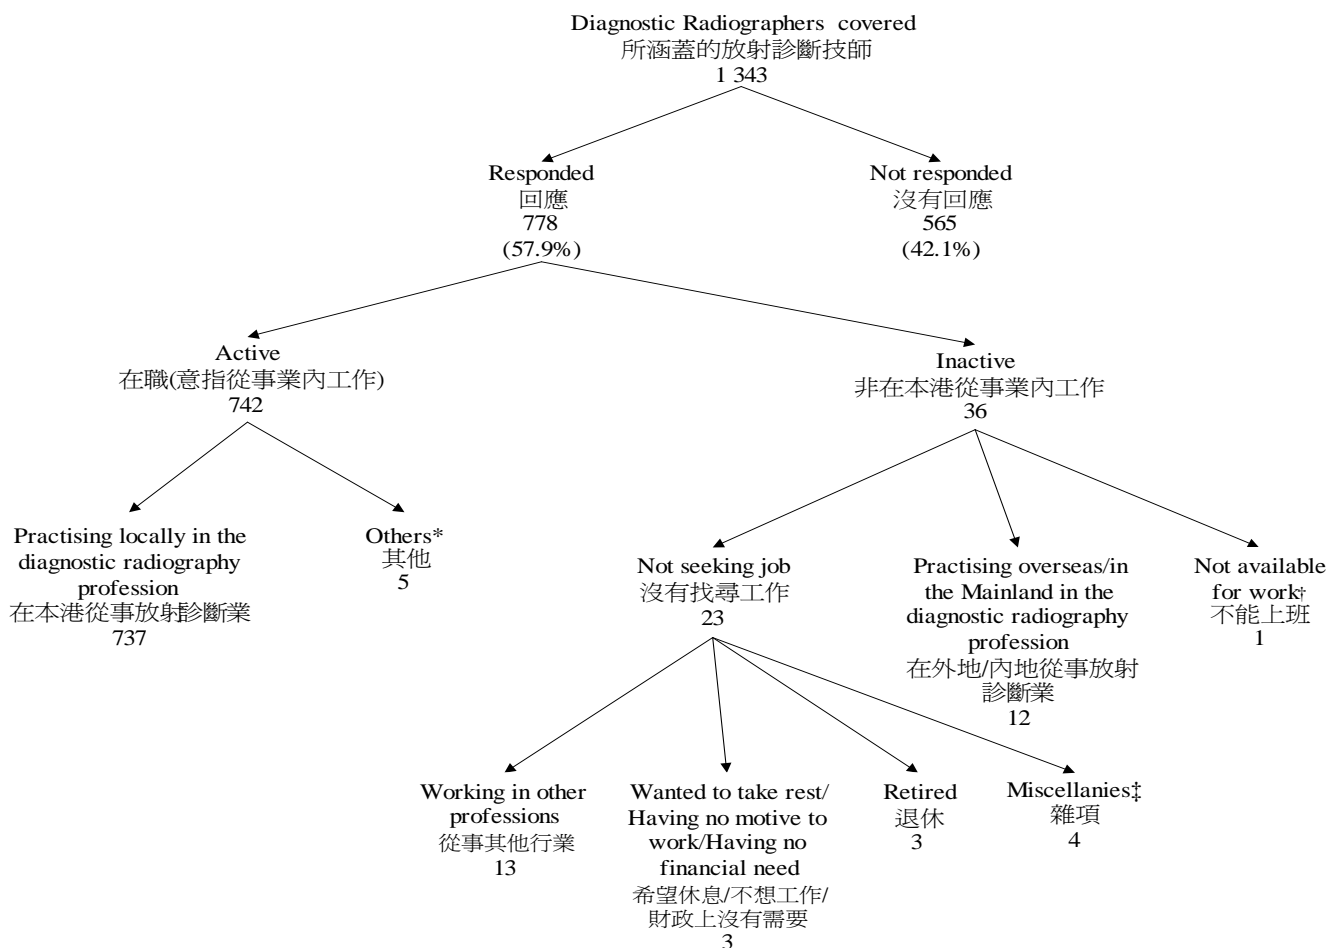 Diagnostic Radiographers covered
所涵蓋的放射診斷技師
1 343
Responded
回應
778
(57.9%)
Not responded
沒有回應
565
(42.1%)
Active
在職(意指從事業內工作)
742
Inactive
非在本港從事業內工作
36
Practising locally in the
diagnostic radiography
profession
在本港從事放射診斷業
737
Others*
其他
5
Not seeking job
沒有找尋工作
23
Practising overseas/in
the Mainland in the
diagnostic radiography
profession
在外地/內地從事放射
診斷業
12
Not available
for work†
不能上班
1
Working in other
professions
從事其他行業
13
Wanted to take rest/
Having no motive to
work/Having no
financial need
希望休息/不想工作/
財政上沒有需要
3
Retired
退休
3
Miscellanies‡
雜項
4